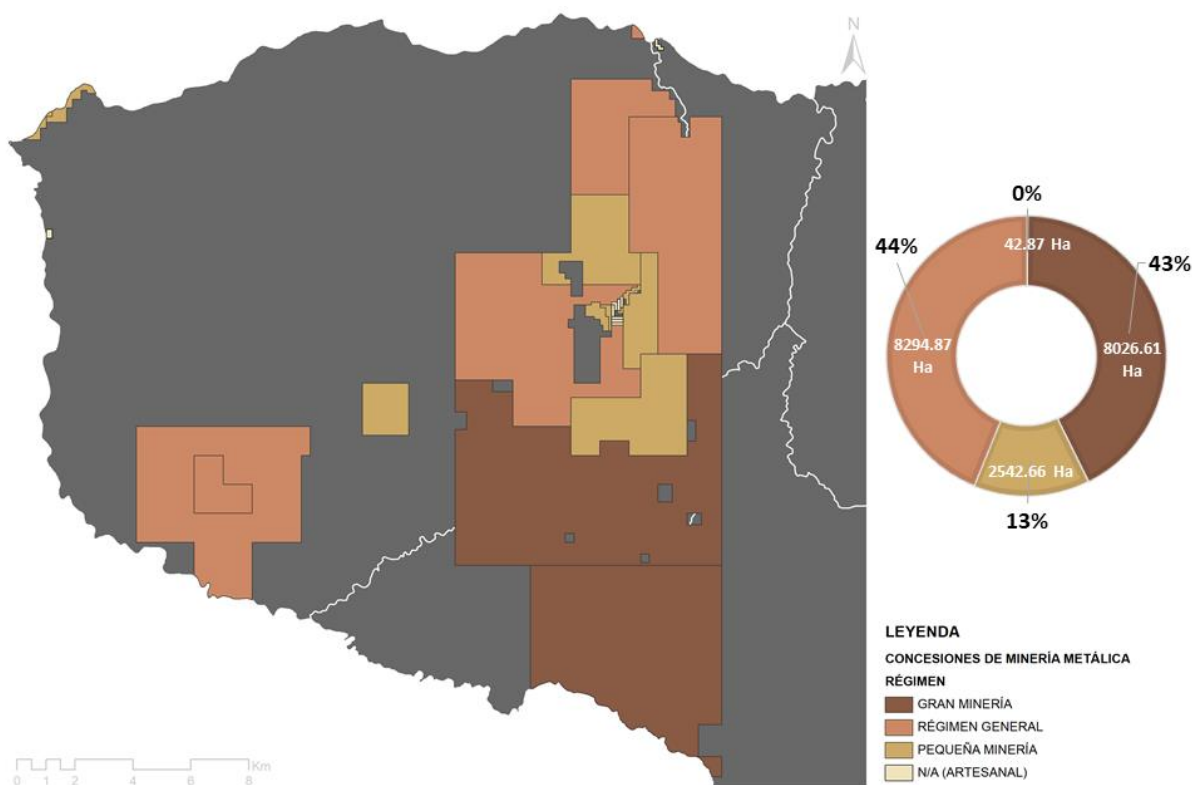 N
0%
42.87 Ha
44%
43%
8294.87
Ha
8026.61
Ha
2542.66 Ha
13%
LEYENDA
CONCESIONES DE MINERÍA METÁLICA
RÉGIMEN
GRAN MINERÍA
RÉGIMEN GENERAL
PEQUEÑA MINERÍA
N/A (ARTESANAL)
Km
0 1 2 4 6 8